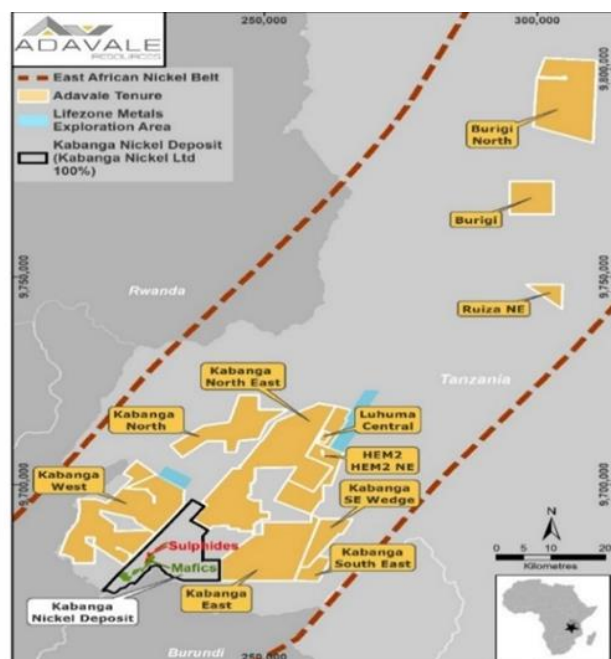 250,000
300,000
ADAVALE
RESOURCES
East African Nickel Belt
Adavale Tenure
Lifezone Metals
Exploration Area
Kabanga Nickel Deposit
(Kabanga Nickel Ltd
100%)
9,800,000
Burigi
North
Burigi
9,750,000
9,750,000
Rwanda
Ruiza NE
Tanzania
Kabanga
North East
Kabanga
North
Luhuma
Central
HEM2
HEM2 NE
Kabanga
West
Kabanga
SE Wedge
9,700,000
9,700,000
Sulphides
Mafics
Kabanga
South East
Kabanga
Nickel Deposit
Kabanga
East
N
0 10 20
Kilometres
Burundi
250,000